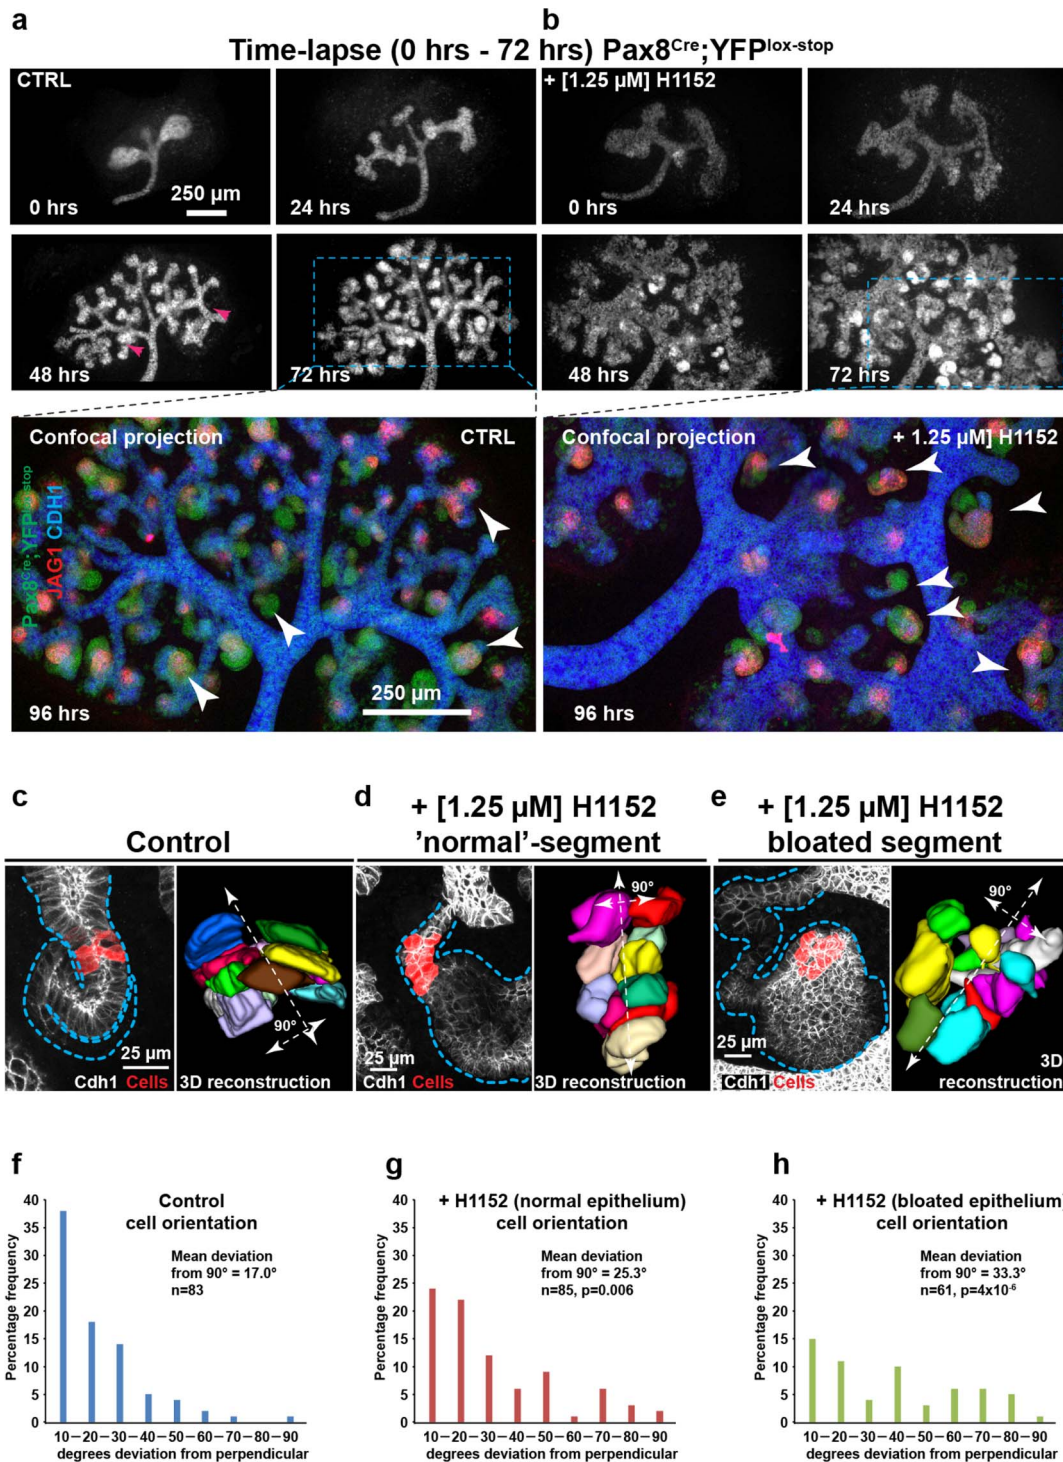 a
b
Time-lapse (0 hrs - 72 hrs) Pax8Cre;YFPlox-stop
CTRL
0 hrs
250 µm
24 hrs
+ [1.25 µM] H1152
0 hrs
24 hrs
48 hrs
72 hrs
48 hrs
72 hrs
Confocal projection
CTRL
Pax8Cre;YFPlox-stop
JAG1 CDH1
96 hrs
250 µm
Confocal projection
+ 1.25 µM] H1152
96 hrs
c
Control
d
+ [1.25 µM] H1152
'normal'-segment
e
+ [1.25 µM] H1152
bloated segment
25 µm
Cdh1 Cells
90°
3D reconstruction
25 µm
Cdh1 Cells
90°
3D reconstruction
25 µm
Cdh1 Cells
90°
3D
reconstruction
f
Control
cell orientation
Mean deviation
from 90° = 17.0°
n=83
Percentage frequency
40
35
30
25
20
15
10
5
0
10–20–30–40–50–60–70–80–90
degrees deviation from perpendicular
g
+ H1152 (normal epithelium)
cell orientation
Mean deviation
from 90° = 25.3°
n=85, p=0.006
Percentage frequency
40
35
30
25
20
15
10
5
0
10–20–30–40–50–60–70–80–90
degrees deviation from perpendicular
h
+ H1152 (bloated epithelium)
cell orientation
Mean deviation
from 90° = 33.3°
n=61, p=4x10-6
Percentage frequency
40
35
30
25
20
15
10
5
0
10–20–30–40–50–60–70–80–90
degrees deviation from perpendicular